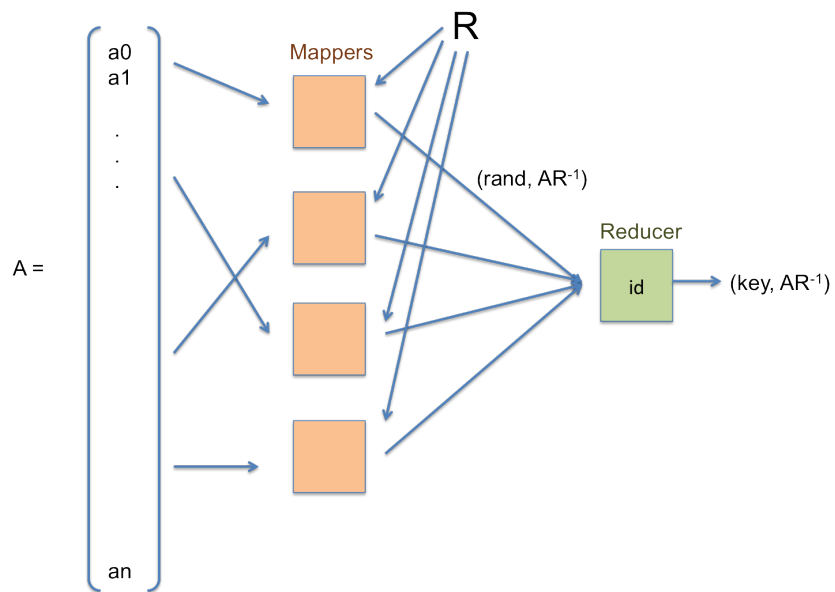 R
Mappers
a0
a1
.
.
.
(rand, AR⁻¹)
Reducer
A =
id
(key, AR⁻¹)
an